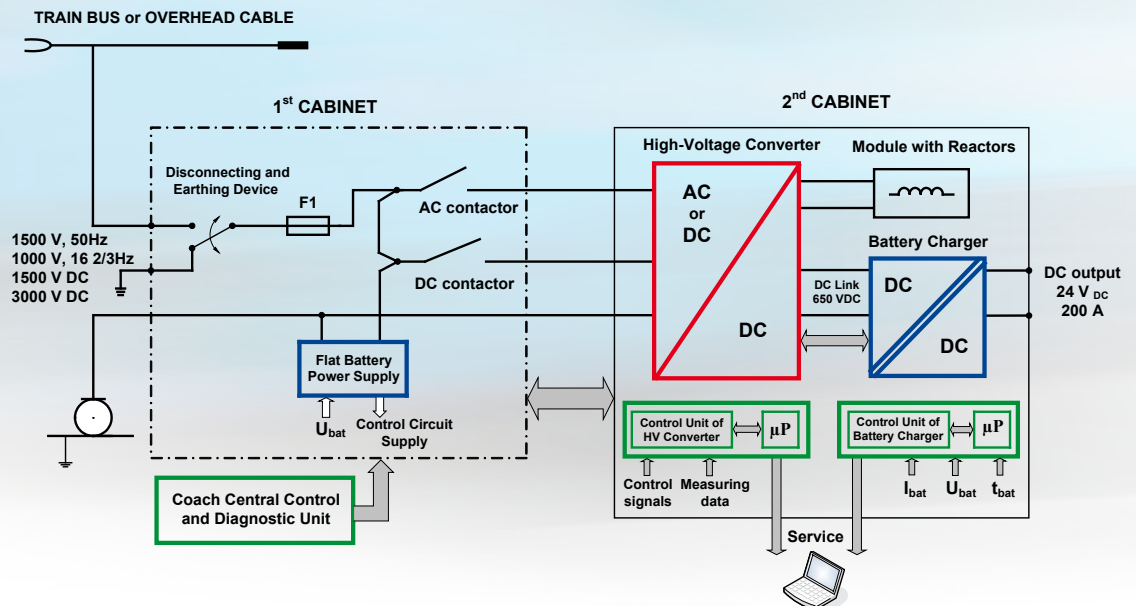 TRAIN BUS or OVERHEAD CABLE
1st CABINET
2nd CABINET
Disconnecting and
Earthing Device
F1
AC contactor
DC contactor
1500 V, 50Hz
1000 V, 16 2/3Hz
1500 V DC
3000 V DC
Flat Battery
Power Supply
Ubat
Control Circuit
Supply
Coach Central Control
and Diagnostic Unit
High-Voltage Converter
AC
or
DC
DC
Module with Reactors
Battery Charger
DC Link
650 VDC
DC
DC
DC output
24 V DC
200 A
Control Unit of
HV Converter
µP
Control
signals
Measuring
data
Control Unit of
Battery Charger
µP
Ibat
Ubat
tbat
Service